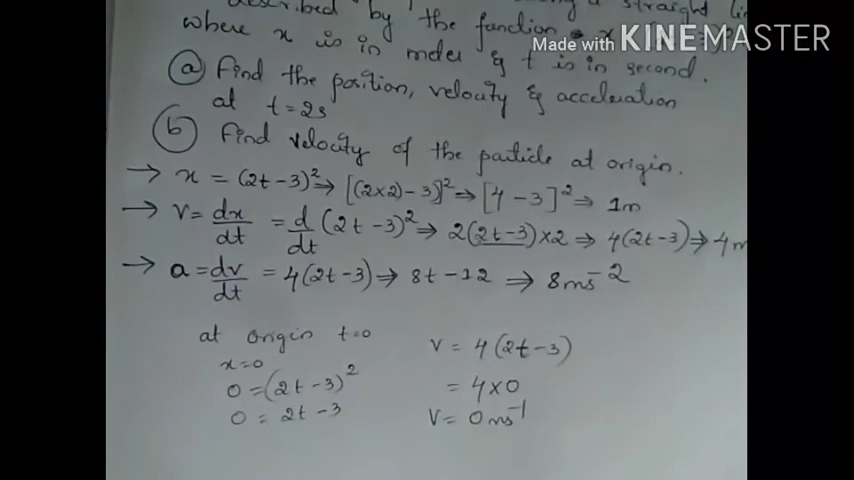 described by the function
where x is in meter & t is in second.
Made with KINEMASTER
ⓐ Find the position, velocity & acceleration
at t = 2s
ⓑ Find velocity of the particle at origin.
→ x = (2t-3)² ⇒ [(2×2)-3)]² ⇒ [4-3]² ⇒ 1m
→ v = dx/dt = d/dt (2t-3)² ⇒ 2(2t-3)×2 ⇒ 4(2t-3) ⇒ 4m
→ a = dv/dt = 4(2t-3) ⇒ 8t-12 ⇒ 8ms⁻²
at origin t=0
x=0
0 = (2t-3)²
0 = 2t-3
V = 4(2t-3)
= 4×0
V = 0ms⁻¹